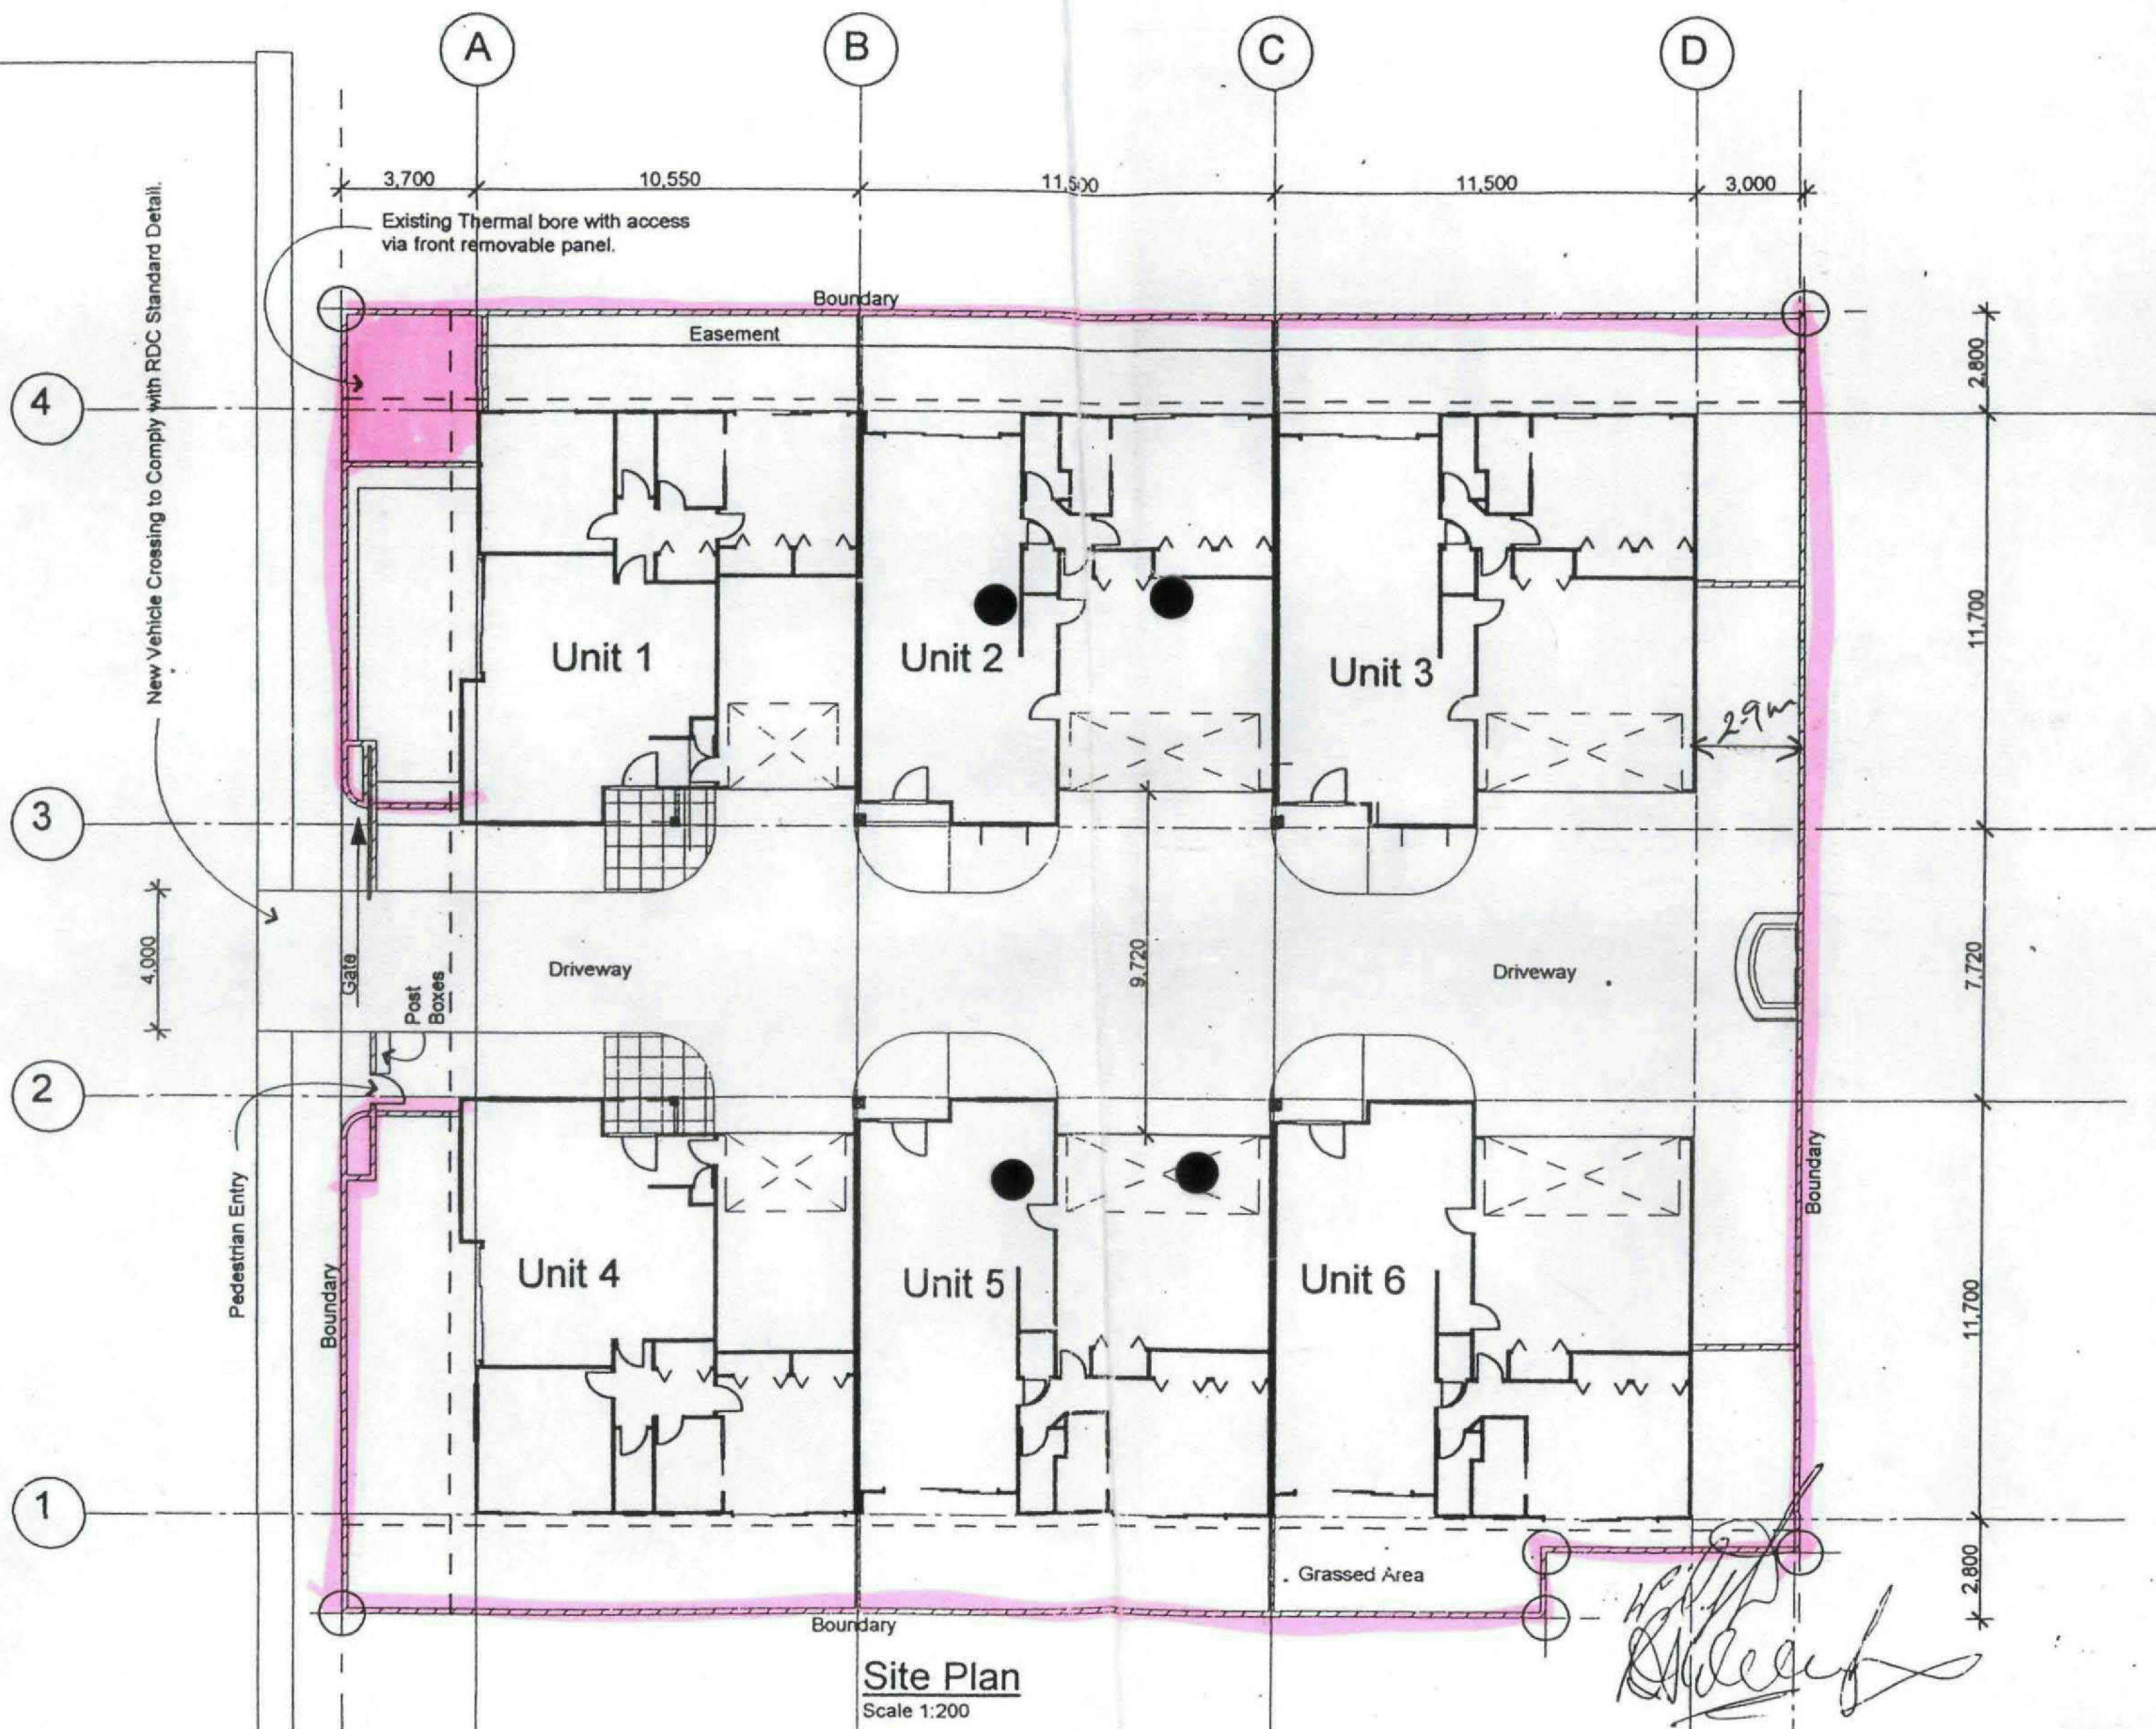 A
B
C
D
3,700
10,550
11,500
11,500
3,000
Existing Thermal bore with access
via front removable panel.
New Vehicle Crossing to Comply with RDC Standard Detail.
Boundary
Easement
2,800
4
Unit 1
Unit 2
Unit 3
11,700
2.9m
3
4,000
Gate
Post
Boxes
Driveway
9,720
Driveway
7,720
2
Pedestrian Entry
Boundary
Boundary
Unit 4
Unit 5
Unit 6
11,700
1
Grassed Area
2,800
Boundary
Site Plan
Scale 1:200